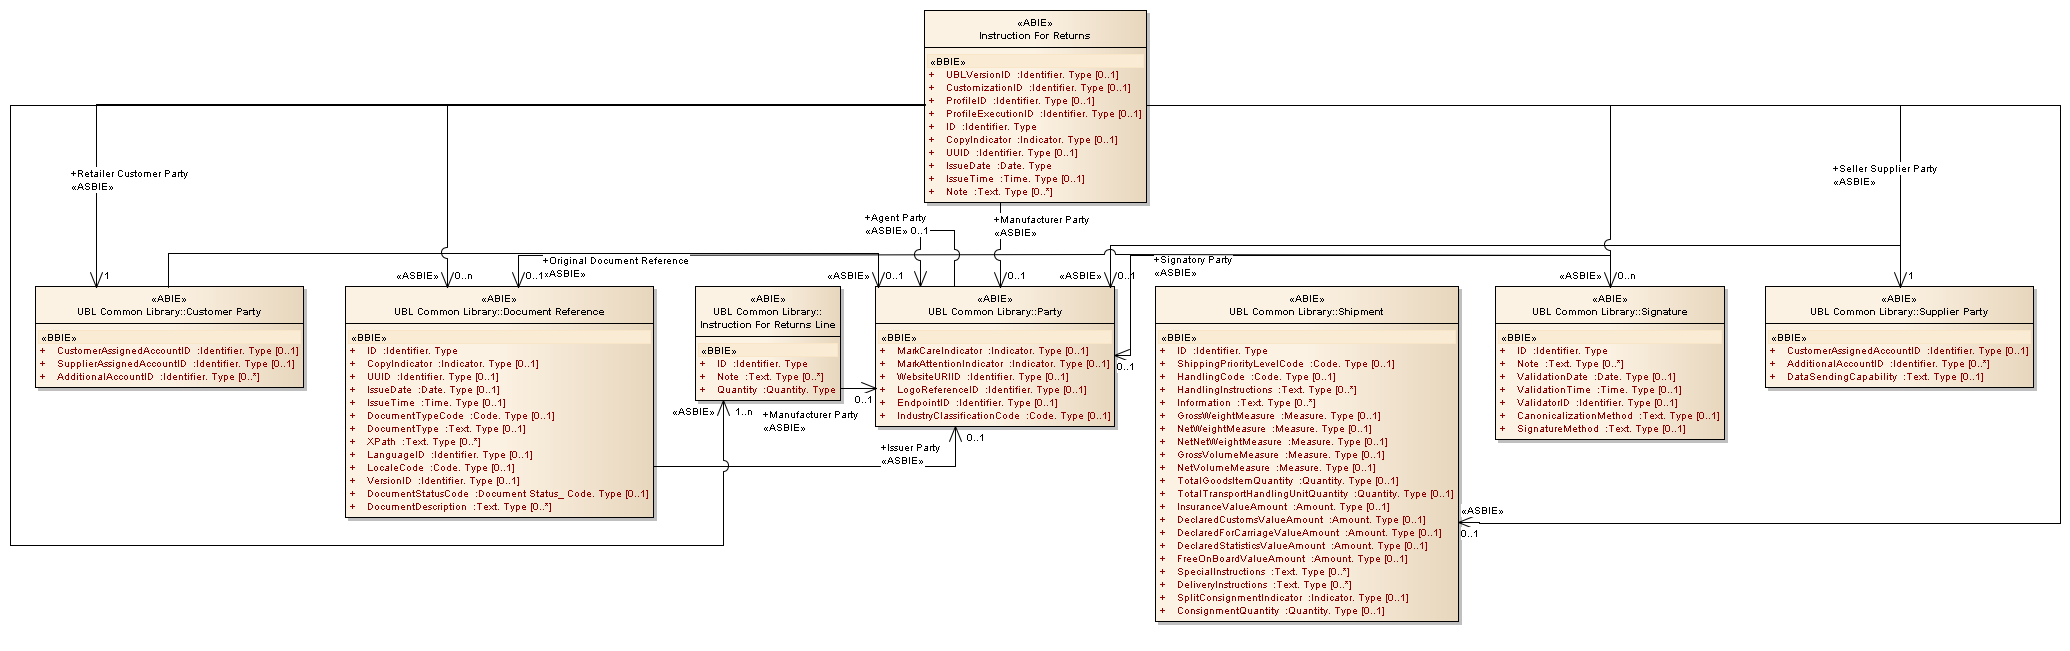 «ABIE»
Instruction For Returns
«BBIE»
+ UBLVersionID :Identifier. Type [0..1]
+ CustomizationID :Identifier. Type [0..1]
+ ProfileID :Identifier. Type [0..1]
+ ProfileExecutionID :Identifier. Type [0..1]
+ ID :Identifier. Type
+ CopyIndicator :Indicator. Type [0..1]
+ UUID :Identifier. Type [0..1]
+ IssueDate :Date. Type
+ IssueTime :Time. Type [0..1]
+ Note :Text. Type [0..*]
+Retailer Customer Party
«ASBIE»
1
+Seller Supplier Party
«ASBIE»
1
+Agent Party
«ASBIE» 0..1
+Manufacturer Party
«ASBIE»
0..1
«ASBIE» 0..n
+Original Document Reference
0..1 «ASBIE»
«ASBIE» 0..1
«ASBIE» 0..1
+Signatory Party
«ASBIE»
0..1
«ASBIE» 0..n
«ABIE»
UBL Common Library::Customer Party
«BBIE»
+ CustomerAssignedAccountID :Identifier. Type [0..1]
+ SupplierAssignedAccountID :Identifier. Type [0..1]
+ AdditionalAccountID :Identifier. Type [0..*]
«ABIE»
UBL Common Library::Document Reference
«BBIE»
+ ID :Identifier. Type
+ CopyIndicator :Indicator. Type [0..1]
+ UUID :Identifier. Type [0..1]
+ IssueDate :Date. Type [0..1]
+ IssueTime :Time. Type [0..1]
+ DocumentTypeCode :Code. Type [0..1]
+ DocumentType :Text. Type [0..1]
+ XPath :Text. Type [0..*]
+ LanguageID :Identifier. Type [0..1]
+ LocaleCode :Code. Type [0..1]
+ VersionID :Identifier. Type [0..1]
+ DocumentStatusCode :Document Status_ Code. Type [0..1]
+ DocumentDescription :Text. Type [0..*]
«ABIE»
UBL Common Library::
Instruction For Returns Line
«BBIE»
+ ID :Identifier. Type
+ Note :Text. Type [0..*]
+ Quantity :Quantity. Type
«ASBIE» 1..n
0..1
+Manufacturer Party
«ASBIE»
«ABIE»
UBL Common Library::Party
«BBIE»
+ MarkCareIndicator :Indicator. Type [0..1]
+ MarkAttentionIndicator :Indicator. Type [0..1]
+ WebsiteURIID :Identifier. Type [0..1]
+ LogoReferenceID :Identifier. Type [0..1]
+ EndpointID :Identifier. Type [0..1]
+ IndustryClassificationCode :Code. Type [0..1]
0..1
+Issuer Party
«ASBIE»
«ABIE»
UBL Common Library::Shipment
«BBIE»
+ ID :Identifier. Type
+ ShippingPriorityLevelCode :Code. Type [0..1]
+ HandlingCode :Code. Type [0..1]
+ HandlingInstructions :Text. Type [0..*]
+ Information :Text. Type [0..*]
+ GrossWeightMeasure :Measure. Type [0..1]
+ NetWeightMeasure :Measure. Type [0..1]
+ NetNetWeightMeasure :Measure. Type [0..1]
+ GrossVolumeMeasure :Measure. Type [0..1]
+ NetVolumeMeasure :Measure. Type [0..1]
+ TotalGoodsItemQuantity :Quantity. Type [0..1]
+ TotalTransportHandlingUnitQuantity :Quantity. Type [0..1]
+ InsuranceValueAmount :Amount. Type [0..1]
+ DeclaredCustomsValueAmount :Amount. Type [0..1]
+ DeclaredForCarriageValueAmount :Amount. Type [0..1]
+ DeclaredStatisticsValueAmount :Amount. Type [0..1]
+ FreeOnBoardValueAmount :Amount. Type [0..1]
+ SpecialInstructions :Text. Type [0..*]
+ DeliveryInstructions :Text. Type [0..*]
+ SplitConsignmentIndicator :Indicator. Type [0..1]
+ ConsignmentQuantity :Quantity. Type [0..1]
«ASBIE»
0..1
«ABIE»
UBL Common Library::Signature
«BBIE»
+ ID :Identifier. Type
+ Note :Text. Type [0..*]
+ ValidationDate :Date. Type [0..1]
+ ValidationTime :Time. Type [0..1]
+ ValidatorID :Identifier. Type [0..1]
+ CanonicalizationMethod :Text. Type [0..1]
+ SignatureMethod :Text. Type [0..1]
«ABIE»
UBL Common Library::Supplier Party
«BBIE»
+ CustomerAssignedAccountID :Identifier. Type [0..1]
+ AdditionalAccountID :Identifier. Type [0..*]
+ DataSendingCapability :Text. Type [0..1]